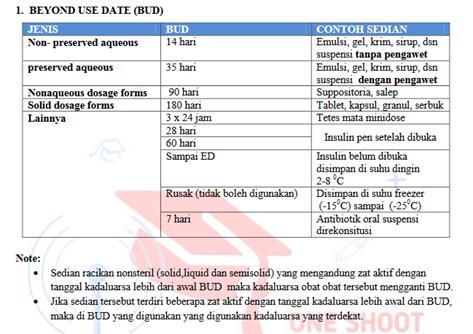 1. BEYOND USE DATE (BUD)
JENIS BUD CONTOH SEDIAN
Non- preserved aqueous 14 hari Emulsi, gel, krim, sirup, dsn
suspensi tanpa pengawet
preserved aqueous 35 hari Emulsi, gel, krim, sirup, dsn
suspensi dengan pengawet
Nonaqueous dosage forms 90 hari Suppositoria, salep
Solid dosage forms 180 hari Tablet, kapsul, granul, serbuk
Lainnya 3 x 24 jam Tetes mata minidose
28 hari Insulin pen setelah dibuka
60 hari
Sampai ED Insulin belum dibuka
disimpan di suhu dingin
2-8 ⁰C
Rusak (tidak boleh digunakan) Disimpan di suhu freezer
(-15⁰C) sampai (-25⁰C)
7 hari Antibiotik oral suspensi
direkonsitusi
Note:
• Sedian racikan nonsteril (solid,liquid dan semisolid) yang mengandung zat aktif dengan
tanggal kadaluarsa lebih dari awal BUD maka kadaluarsa obat obat tersebut mengganti BUD.
• Jika sedian tersebut terdiri beberapa zat aktif dengan tanggal kadaluarsa lebih awal dari BUD,
maka di BUD yang digunakan yang digunakan kadaluarsa yang terdekat.
ONE SHOOT